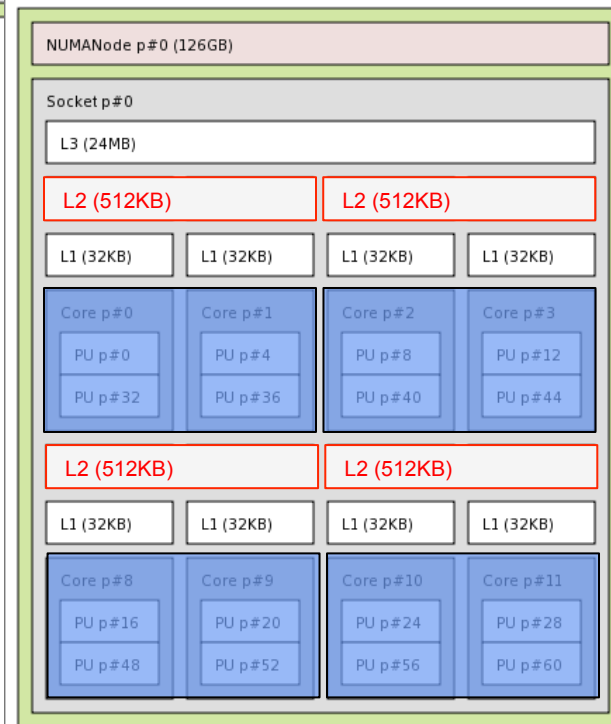 NUMANode p#0 (126GB)
Socket p#0
L3 (24MB)
L2 (512KB) L2 (512KB)
L1 (32KB) L1 (32KB) L1 (32KB) L1 (32KB)
Core p#0 Core p#1 Core p#2 Core p#3
PU p#0 PU p#4 PU p#8 PU p#12
PU p#32 PU p#36 PU p#40 PU p#44
L2 (512KB) L2 (512KB)
L1 (32KB) L1 (32KB) L1 (32KB) L1 (32KB)
Core p#8 Core p#9 Core p#10 Core p#11
PU p#16 PU p#20 PU p#24 PU p#28
PU p#48 PU p#52 PU p#56 PU p#60